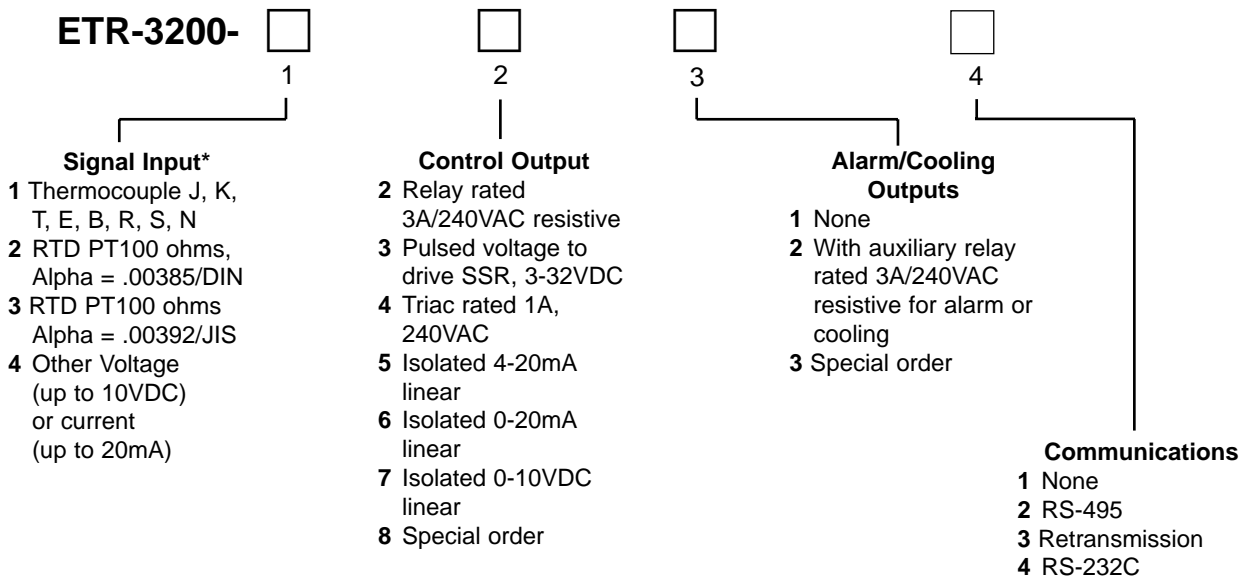 ETR-3200-
1
2
3
4
Signal Input*
1 Thermocouple J, K,
T, E, B, R, S, N
2 RTD PT100 ohms,
Alpha = .00385/DIN
3 RTD PT100 ohms
Alpha = .00392/JIS
4 Other Voltage
(up to 10VDC)
or current
(up to 20mA)
Control Output
2 Relay rated
3A/240VAC resistive
3 Pulsed voltage to
drive SSR, 3-32VDC
4 Triac rated 1A,
240VAC
5 Isolated 4-20mA
linear
6 Isolated 0-20mA
linear
7 Isolated 0-10VDC
linear
8 Special order
Alarm/Cooling
Outputs
1 None
2 With auxiliary relay
rated 3A/240VAC
resistive for alarm or
cooling
3 Special order
Communications
1 None
2 RS-495
3 Retransmission
4 RS-232C